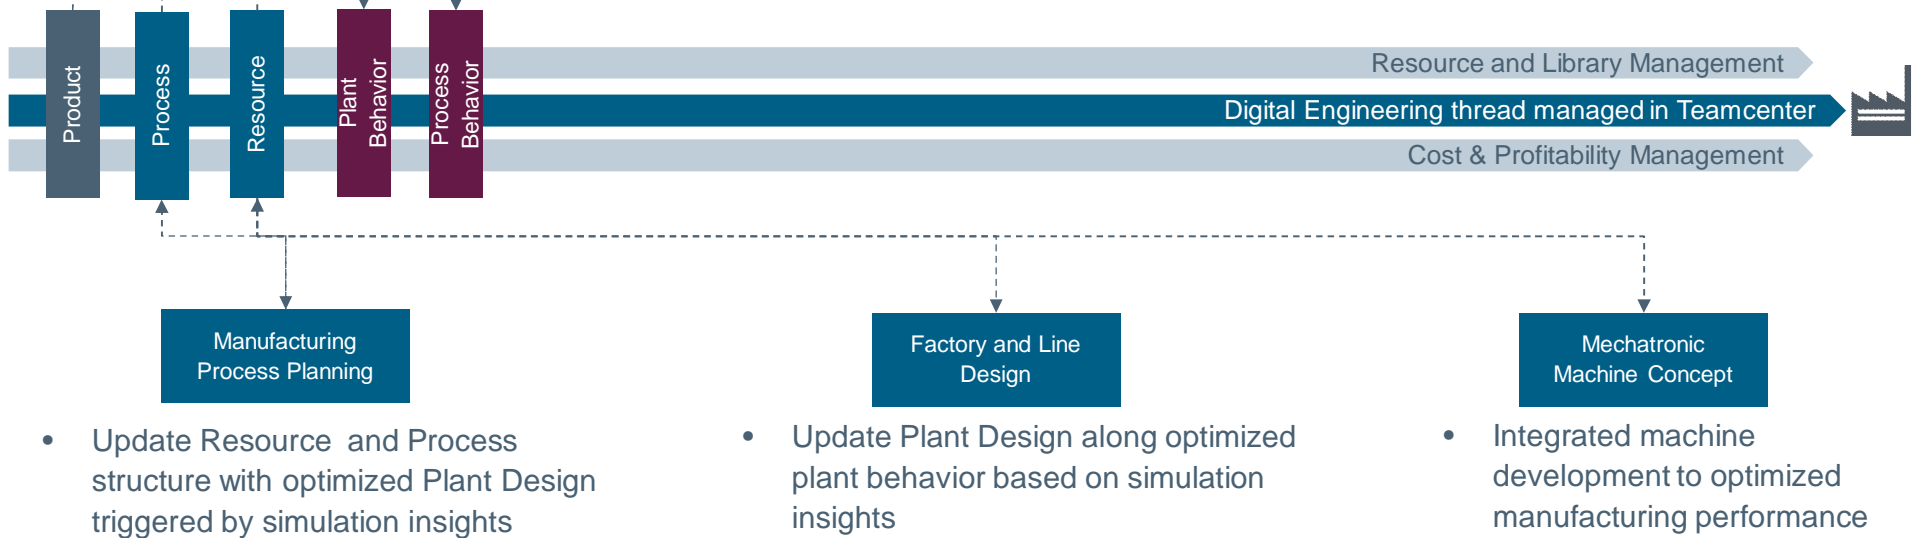 Product
Process
Resource
Plant
Behavior
Process
Behavior
Resource and Library Management
Digital Engineering thread managed in Teamcenter
Cost & Profitability Management
Manufacturing
Process Planning
Factory and Line
Design
Mechatronic
Machine Concept
• Update Resource and Process
structure with optimized Plant Design
triggered by simulation insights
• Update Plant Design along optimized
plant behavior based on simulation
insights
• Integrated machine
development to optimized
manufacturing performance